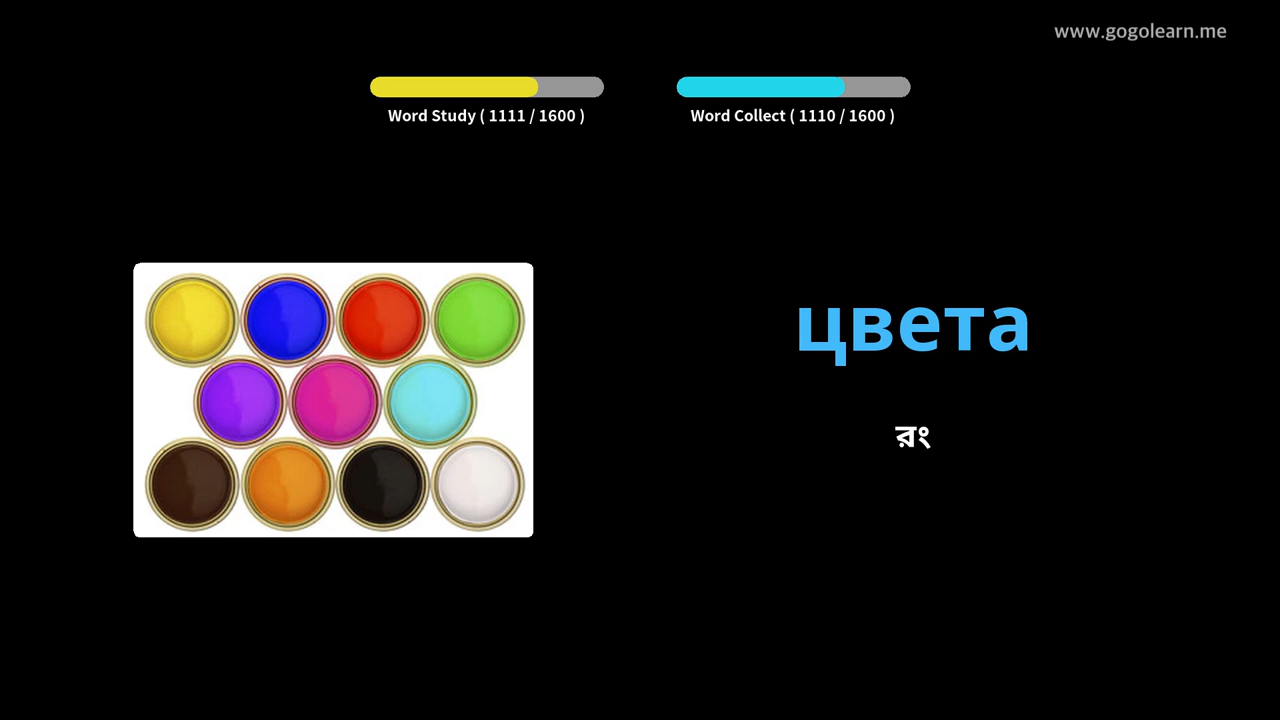 www.gogolearn.me
Word Study ( 1111 / 1600 )
Word Collect ( 1110 / 1600 )
цвета
রং